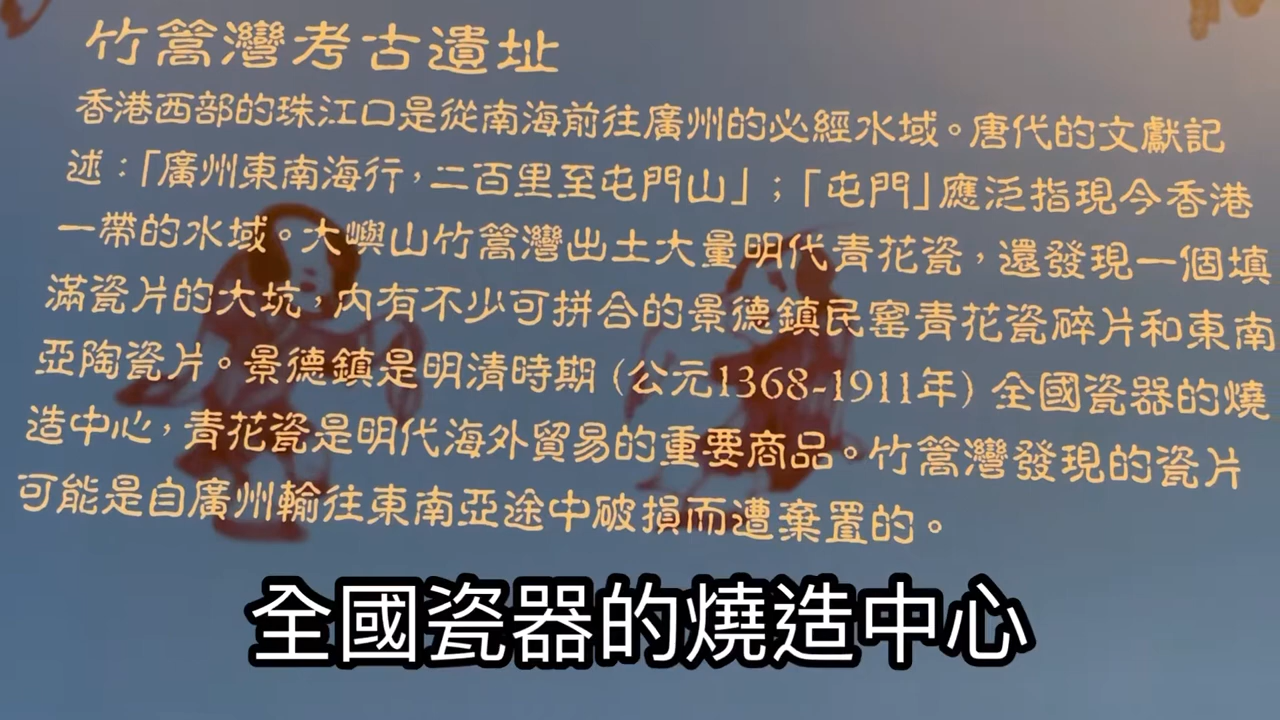 竹篙灣考古遺址
香港西部的珠江口是從南海前往廣州的必經水域。唐代的文獻記
述：「廣州東南海行，二百里至屯門山」；「屯門」應泛指現今香港
一帶的水域。大嶼山竹篙灣出土大量明代青花瓷，還發現一個填
滿瓷片的大坑，內有不少可拼合的景德鎮民窰青花瓷碎片和東南
亞陶瓷片。景德鎮是明清時期（公元1368-1911年）全國瓷器的燒
造中心，青花瓷是明代海外貿易的重要商品。竹篙灣發現的瓷片
可能是自廣州輸往東南亞途中破損而遭棄置的。
全國瓷器的燒造中心